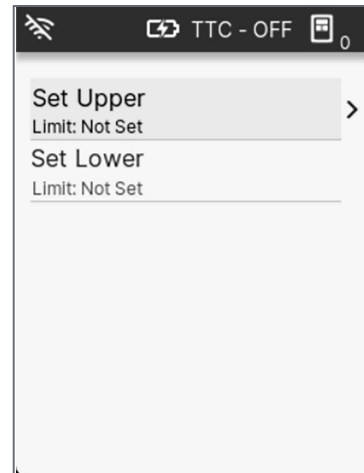 TTC - OFF 0
Set Upper
Limit: Not Set
Set Lower
Limit: Not Set